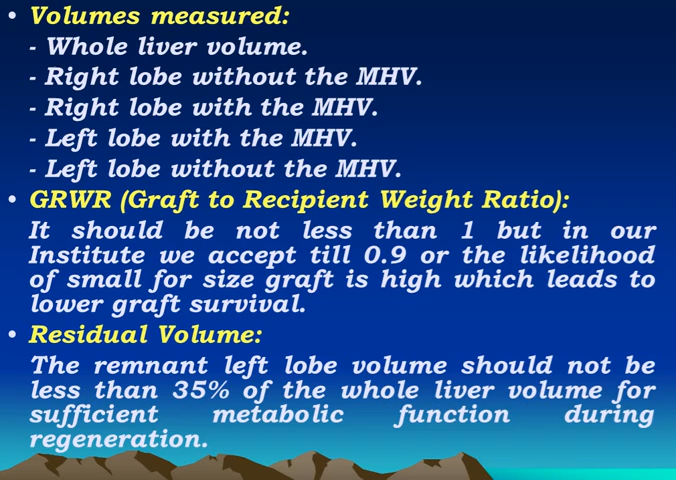 • Volumes measured:
- Whole liver volume.
- Right lobe without the MHV.
- Right lobe with the MHV.
- Left lobe with the MHV.
- Left lobe without the MHV.
• GRWR (Graft to Recipient Weight Ratio):
It should be not less than 1 but in our
Institute we accept till 0.9 or the likelihood
of small for size graft is high which leads to
lower graft survival.
• Residual Volume:
The remnant left lobe volume should not be
less than 35% of the whole liver volume for
sufficient metabolic function during
regeneration.